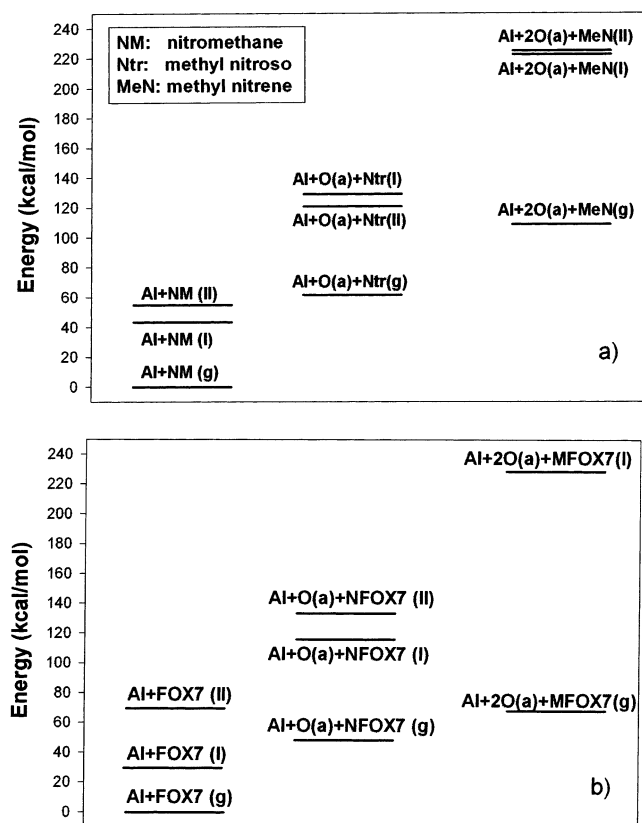 NM: nitromethane
Ntr: methyl nitroso
MeN: methyl nitrene
Al+2O(a)+MeN(II)
Al+2O(a)+MeN(I)
Al+O(a)+Ntr(I)
Al+O(a)+Ntr(II)
Al+2O(a)+MeN(g)
Al+O(a)+Ntr(g)
Al+NM (II)
Al+NM (I)
Al+NM (g)
a)
Energy (kcal/mol)
240
220
200
180
160
140
120
100
80
60
40
20
0
Al+2O(a)+MFOX7(I)
Al+O(a)+NFOX7 (II)
Al+O(a)+NFOX7 (I)
Al+FOX7 (II)
Al+2O(a)+MFOX7(g)
Al+O(a)+NFOX7 (g)
Al+FOX7 (I)
Al+FOX7 (g)
b)
Energy (kcal/mol)
240
220
200
180
160
140
120
100
80
60
40
20
0